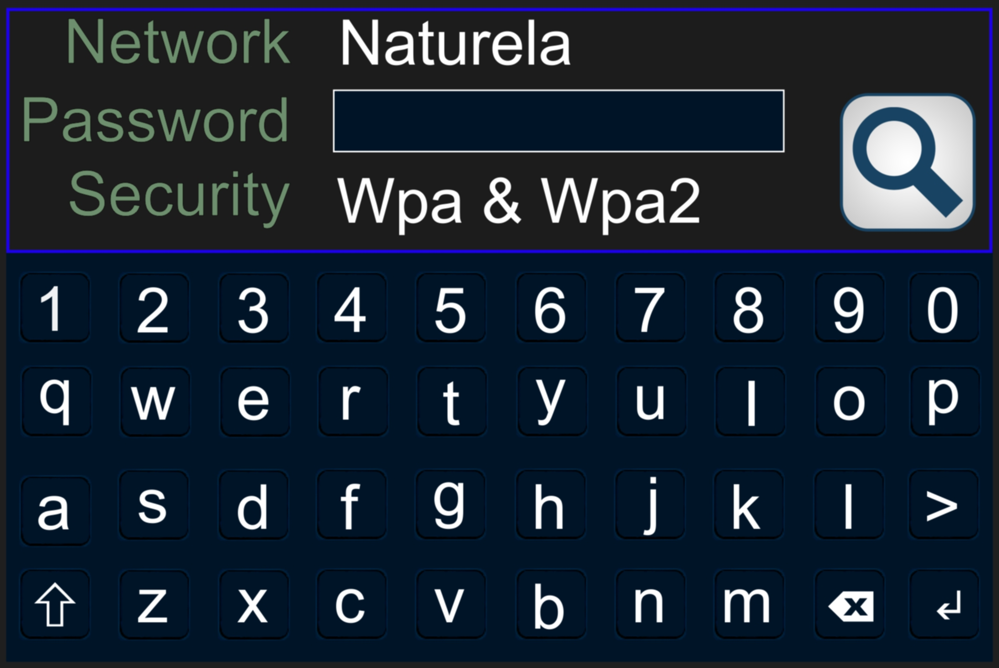 Network Naturela
Password
Security Wpa & Wpa2
1 2 3 4 5 6 7 8 9 0
q w e r t y u I o p
a s d f g h j k l >
z x c v b n m